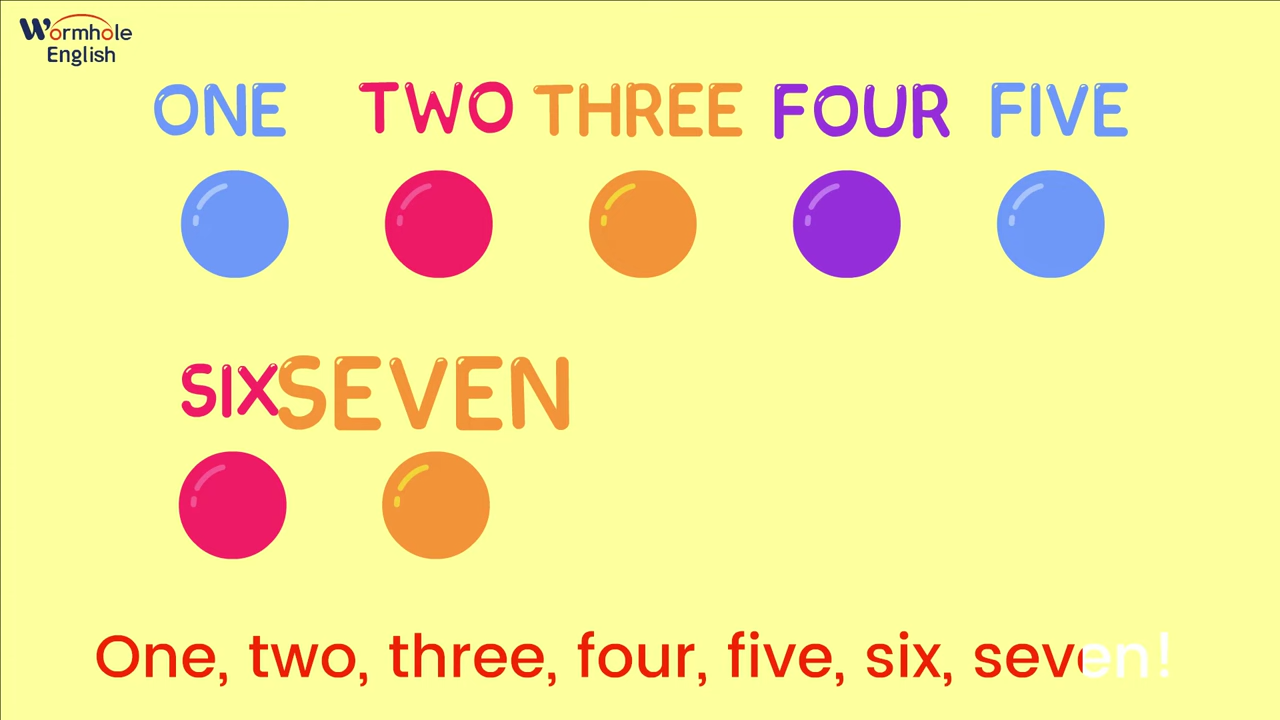 Wormhole
English
ONE TWO THREE FOUR FIVE
SIX SEVEN
One, two, three, four, five, six, seven!